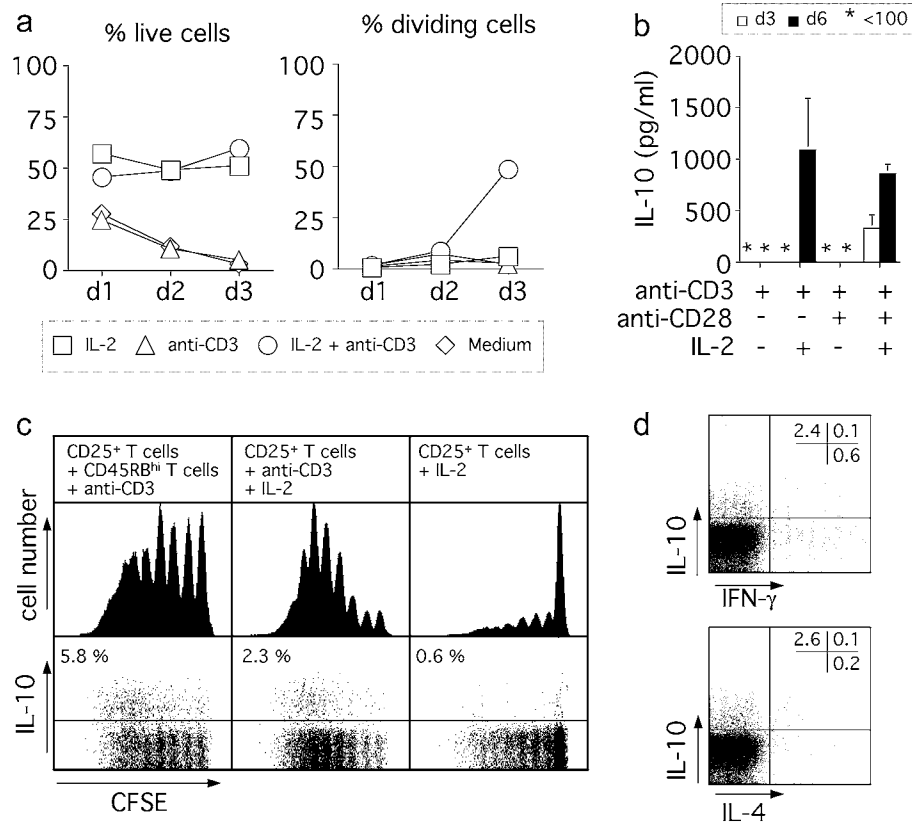 a
% live cells
% dividing cells
100
75
50
25
0
d1 d2 d3
100
75
50
25
0
d1 d2 d3
IL-2 anti-CD3 IL-2 + anti-CD3 Medium
b
d3 d6 * <100
IL-10 (pg/ml)
2000
1500
1000
500
0
* * * * *
anti-CD3 + + + +
anti-CD28 - - + +
IL-2 - + - +
c
CD25+ T cells
+ CD45RBhi T cells
+ anti-CD3
CD25+ T cells
+ anti-CD3
+ IL-2
CD25+ T cells
+ IL-2
cell number
5.8 %
2.3 %
0.6 %
IL-10
CFSE
d
2.4 0.1
0.6
IL-10
IFN-γ
2.6 0.1
0.2
IL-10
IL-4